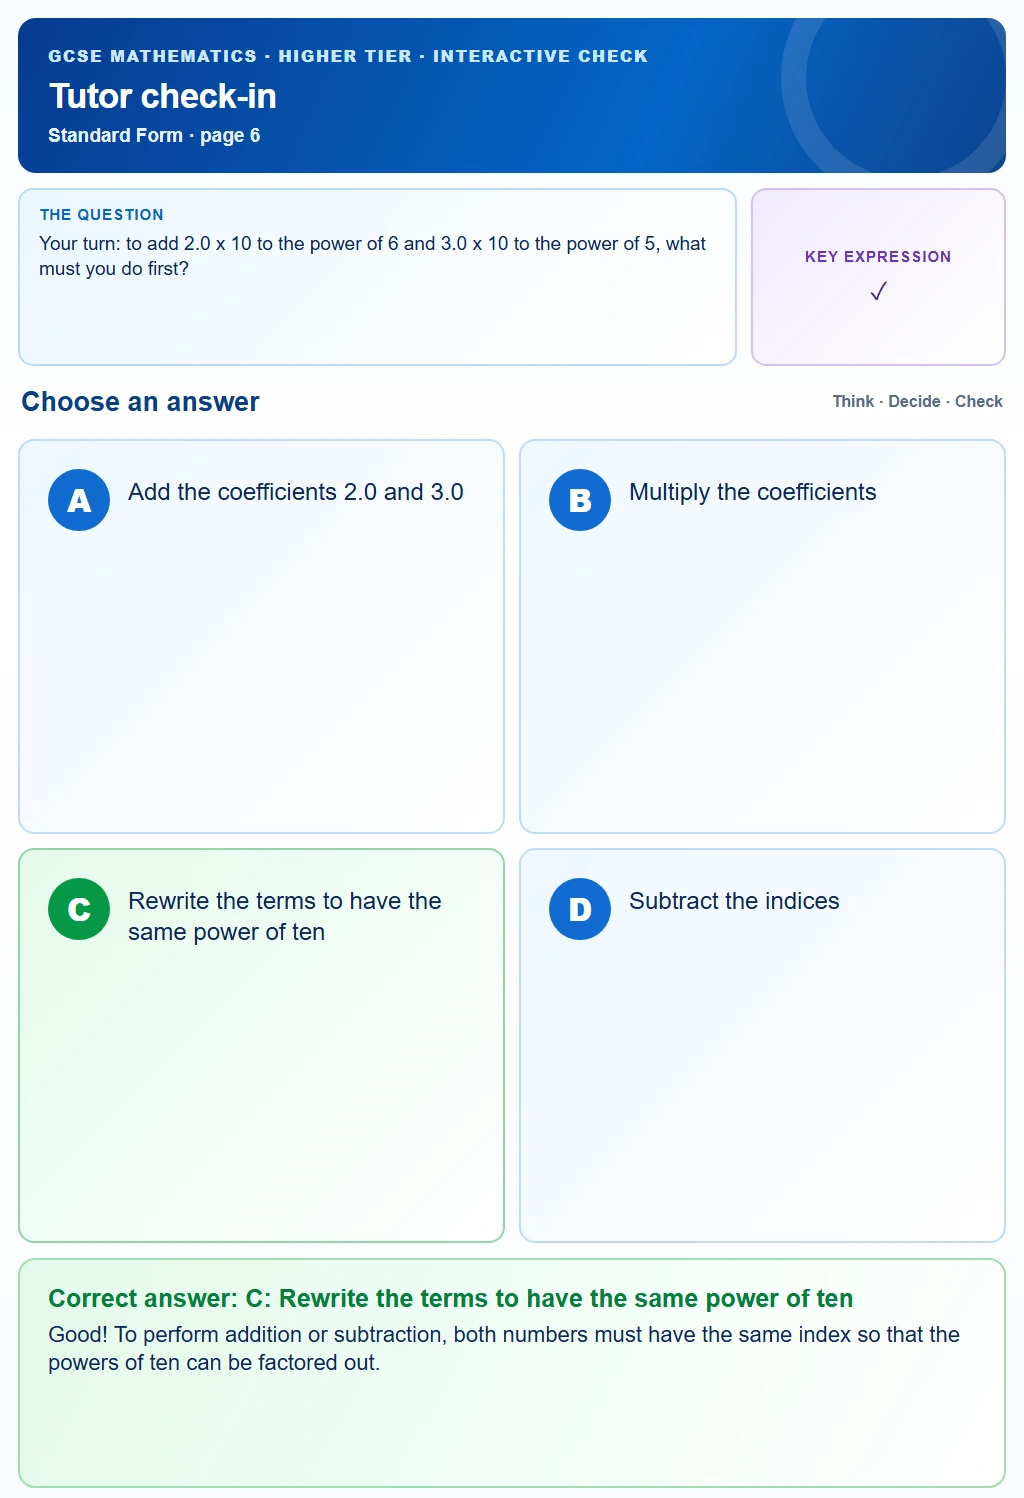 GCSE MATHEMATICS · HIGHER TIER · INTERACTIVE CHECK
Tutor check-in
Standard Form · page 6
THE QUESTION
Your turn: to add 2.0 x 10 to the power of 6 and 3.0 x 10 to the power of 5, what
must you do first?
KEY EXPRESSION
✓
Choose an answer
Think · Decide · Check
A
Add the coefficients 2.0 and 3.0
B
Multiply the coefficients
C
Rewrite the terms to have the
same power of ten
D
Subtract the indices
Correct answer: C: Rewrite the terms to have the same power of ten
Good! To perform addition or subtraction, both numbers must have the same index so that the
powers of ten can be factored out.